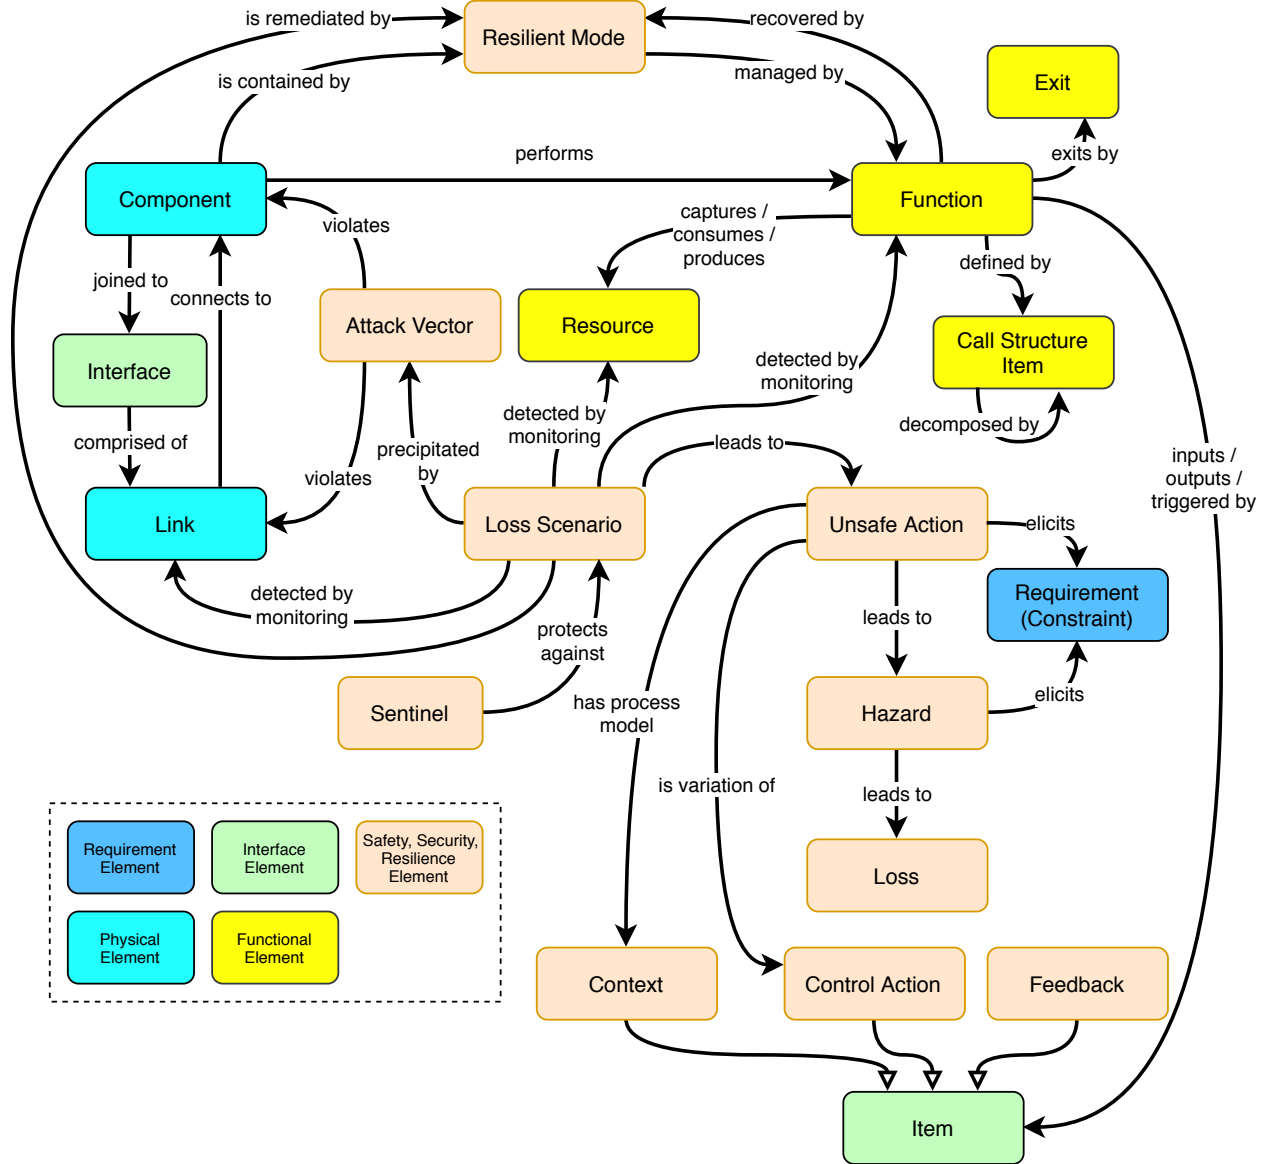 is remediated by
recovered by
Resilient Mode
managed by
is contained by
Exit
exits by
performs
Component
Function
violates
captures /
consumes /
produces
defined by
joined to
connects to
Attack Vector
Resource
Call Structure
Item
Interface
detected by
monitoring
decomposed by
detected by
monitoring
comprised of
precipitated
by
leads to
inputs /
outputs /
triggered by
violates
Link
Loss Scenario
Unsafe Action
elicits
Requirement
(Constraint)
detected by
monitoring
protects
against
leads to
elicits
Sentinel
has process
model
Hazard
is variation of
leads to
Requirement
Element
Interface
Element
Safety, Security,
Resilience
Element
Loss
Physical
Element
Functional
Element
Context
Control Action
Feedback
Item